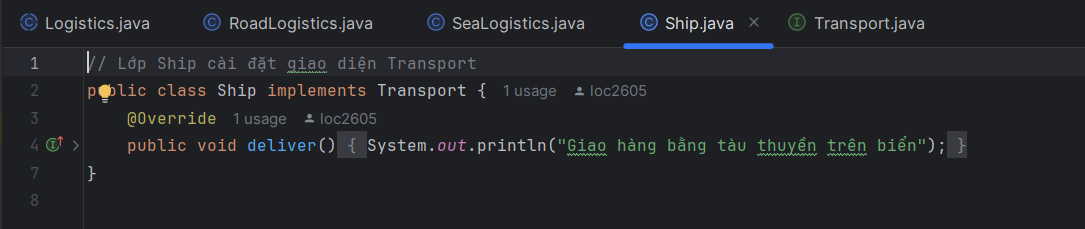 Logistics.java RoadLogistics.java SeaLogistics.java Ship.java Transport.java
1 // Lớp Ship cài đặt giao diện Transport
2 public class Ship implements Transport { 1 usage loc2605
3 @Override 1 usage loc2605
4 public void deliver() { System.out.println("Giao hàng bằng tàu thuyền trên biển"); }
7 }
8